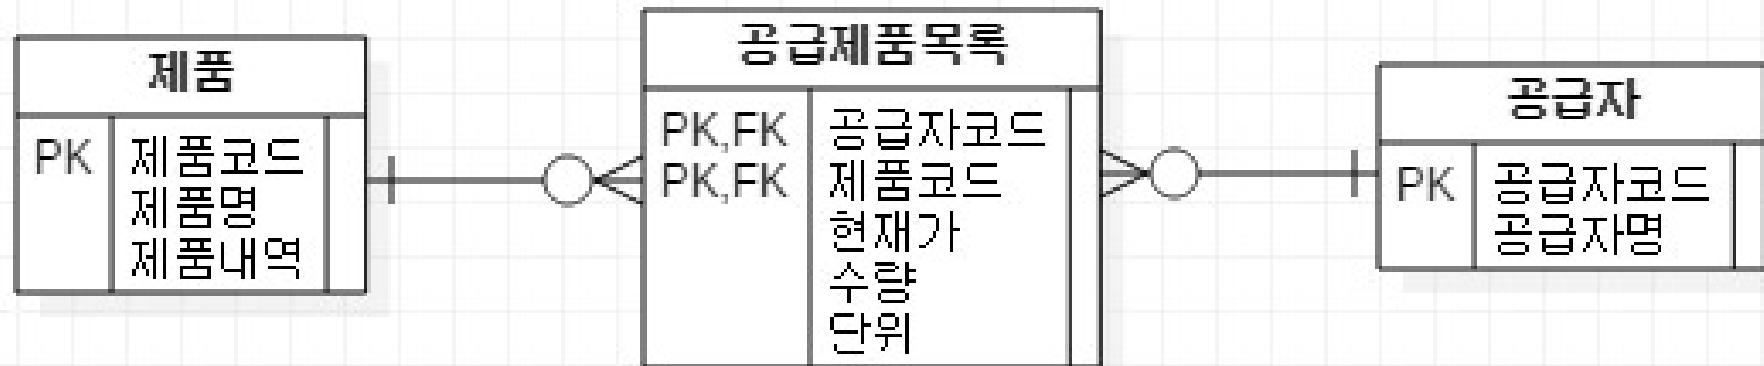 제품
PK 제품코드
제품명
제품내역
공급제품목록
PK,FK 공급자코드
PK,FK 제품코드
현재가
수량
단위
공급자
PK 공급자코드
공급자명